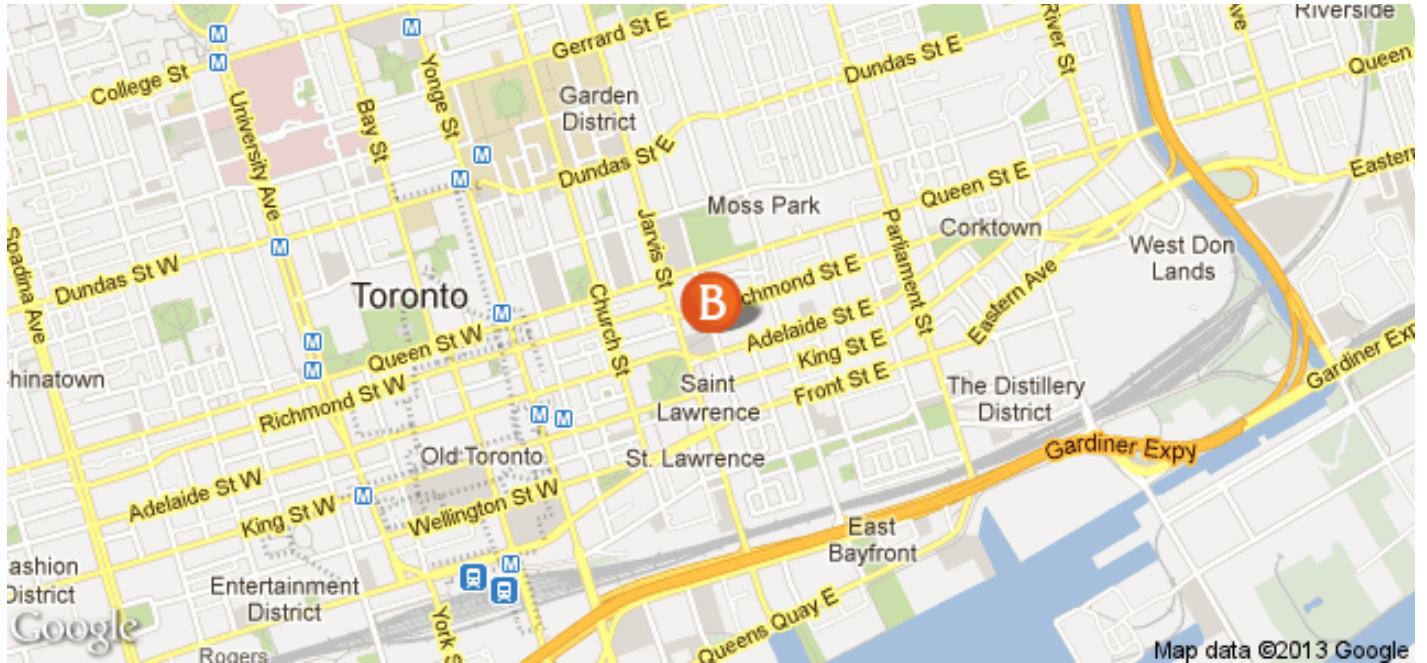 Riverside
Gerrard St E
River St
Ave
Yonge St
Dundas St E
Queen
College St
Bay St
University Ave
Garden
District
Dundas St E
Eastern
Queen St E
Moss Park
Jarvis St
Parliament St
Corktown
Spadina Ave
West Don
Lands
Dundas St W
Toronto
B
chmond St E
Eastern Ave
Church St
Adelaide St E
Queen St W
King St E
hinatown
Richmond St W
Saint
Lawrence
Front St E
The Distillery
District
Gardiner Exp
Old Toronto
St. Lawrence
Gardiner Expy
Adelaide St W
King St W
Wellington St W
East
Bayfront
ashion
District
Entertainment
District
Queens Quay E
York S
Google
Rogers
Map data ©2013 Google
M
M
M
M
M
M
M
M
M
M
M
M
M